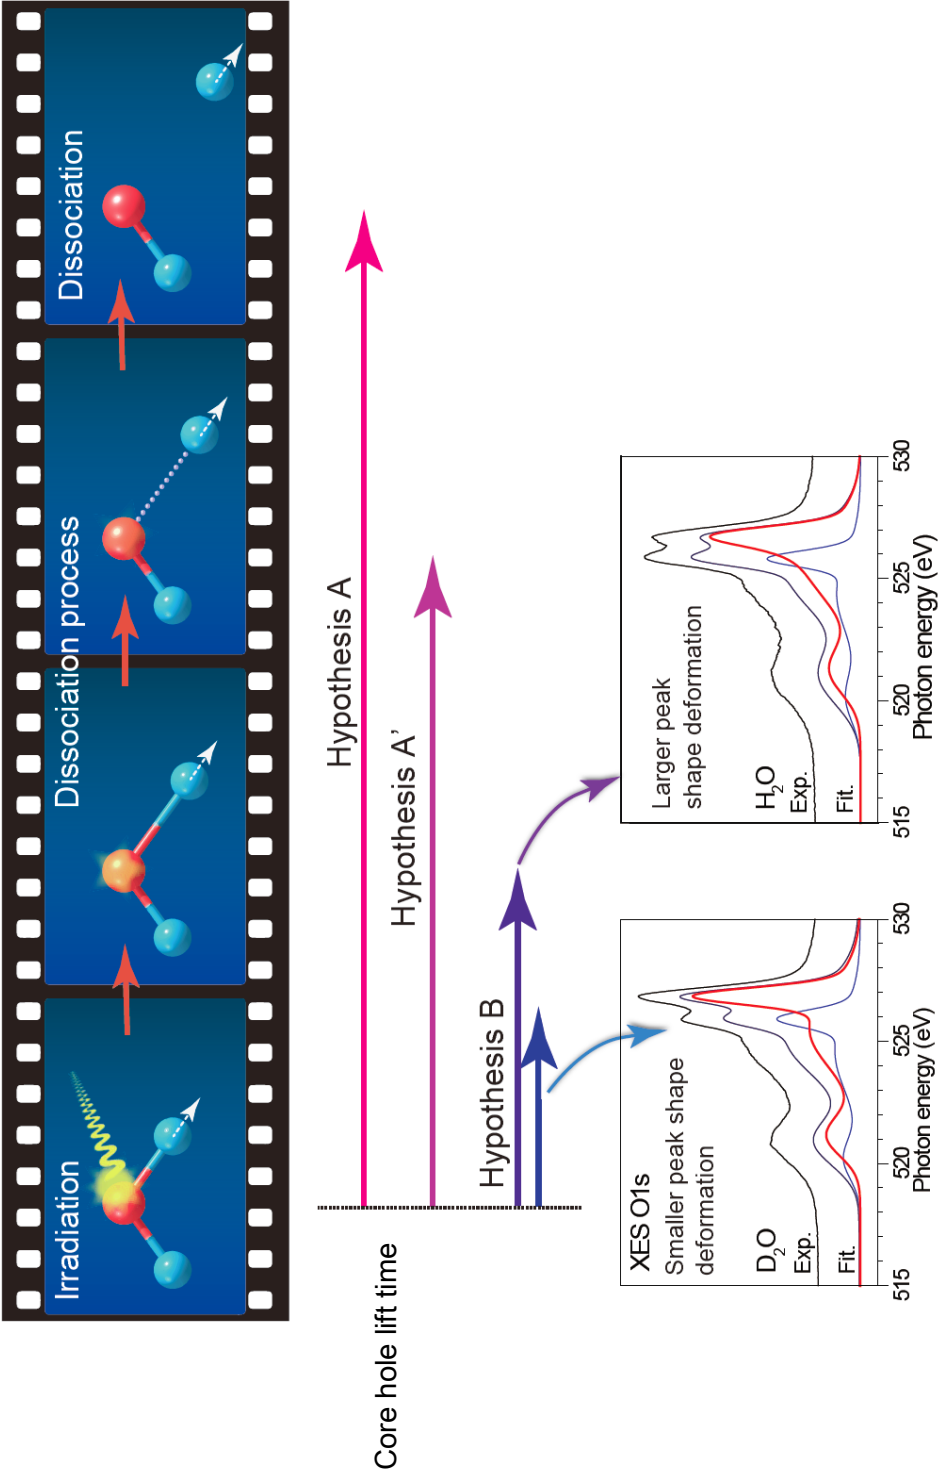 Irradiation
Dissociation process
Dissociation
Core hole lift time
Hypothesis A
Hypothesis A'
Hypothesis B
XES O1s
Smaller peak shape
deformation
D2O
Exp.
Fit.
515 520 525 530
Photon energy (eV)
Larger peak
shape deformation
H2O
Exp.
Fit.
515 520 525 530
Photon energy (eV)